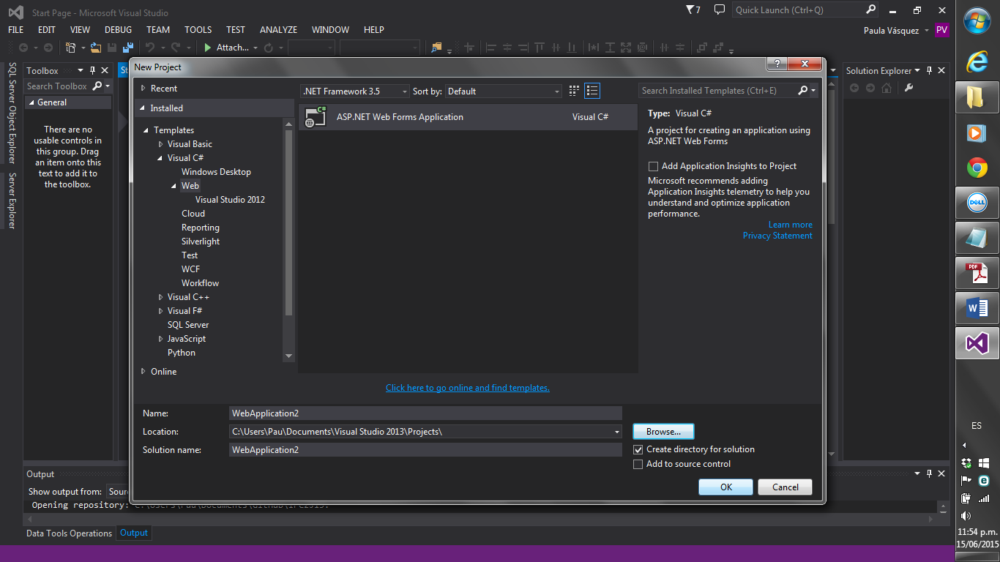 Start Page - Microsoft Visual Studio
7
Quick Launch (Ctrl+Q)
FILE EDIT VIEW DEBUG TEAM TOOLS TEST ANALYZE WINDOW HELP
Paula Vásquez
PV
Attach...
SQL Server Object Explorer
Server Explorer
Toolbox
Search Toolbox
General
There are no
usable controls in
this group. Drag
an item onto this
text to add it to
the toolbox.
New Project
?
Recent
Installed
Templates
Visual Basic
Visual C#
Windows Desktop
Web
Visual Studio 2012
Cloud
Reporting
Silverlight
Test
WCF
Workflow
Visual C++
Visual F#
SQL Server
JavaScript
Python
Online
.NET Framework 3.5
Sort by: Default
C#
ASP.NET Web Forms Application Visual C#
Click here to go online and find templates.
Search Installed Templates (Ctrl+E)
Type: Visual C#
A project for creating an application using
ASP.NET Web Forms
Add Application Insights to Project
Microsoft recommends adding
Application Insights telemetry to help you
understand and optimize application
performance.
Learn more
Privacy Statement
Name: WebApplication2
Location: C:\Users\Pau\Documents\Visual Studio 2013\Projects\
Browse...
Solution name: WebApplication2
Create directory for solution
Add to source control
OK
Cancel
Solution Explorer
Output
Show output from: Sour
Opening repository:
Data Tools Operations Output
DELL
PDF
W
ES
11:54 p.m.
15/06/2015